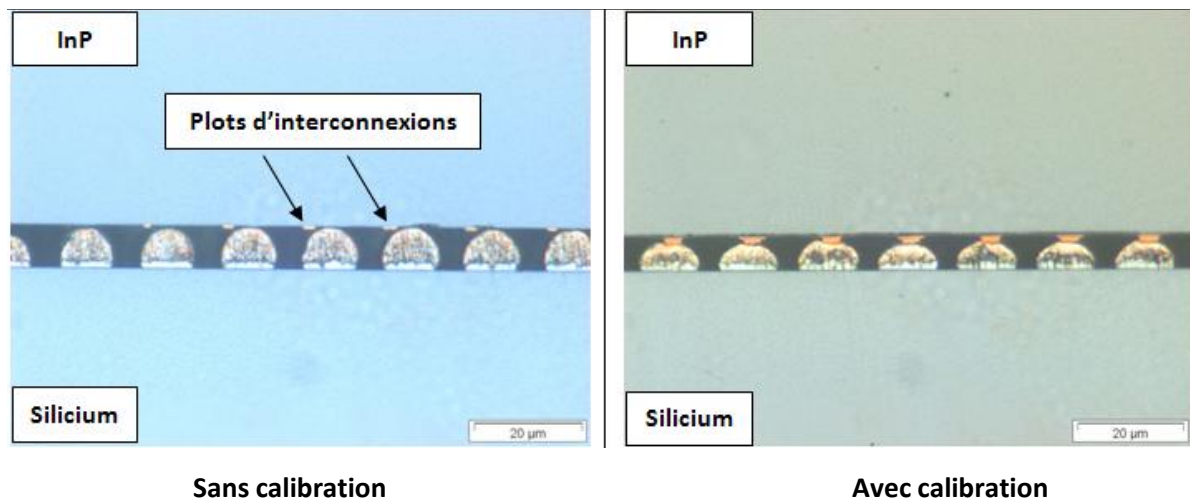 InP
Plots d'interconnexions
Silicium
20 µm
Sans calibration
InP
Silicium
20 µm
Avec calibration